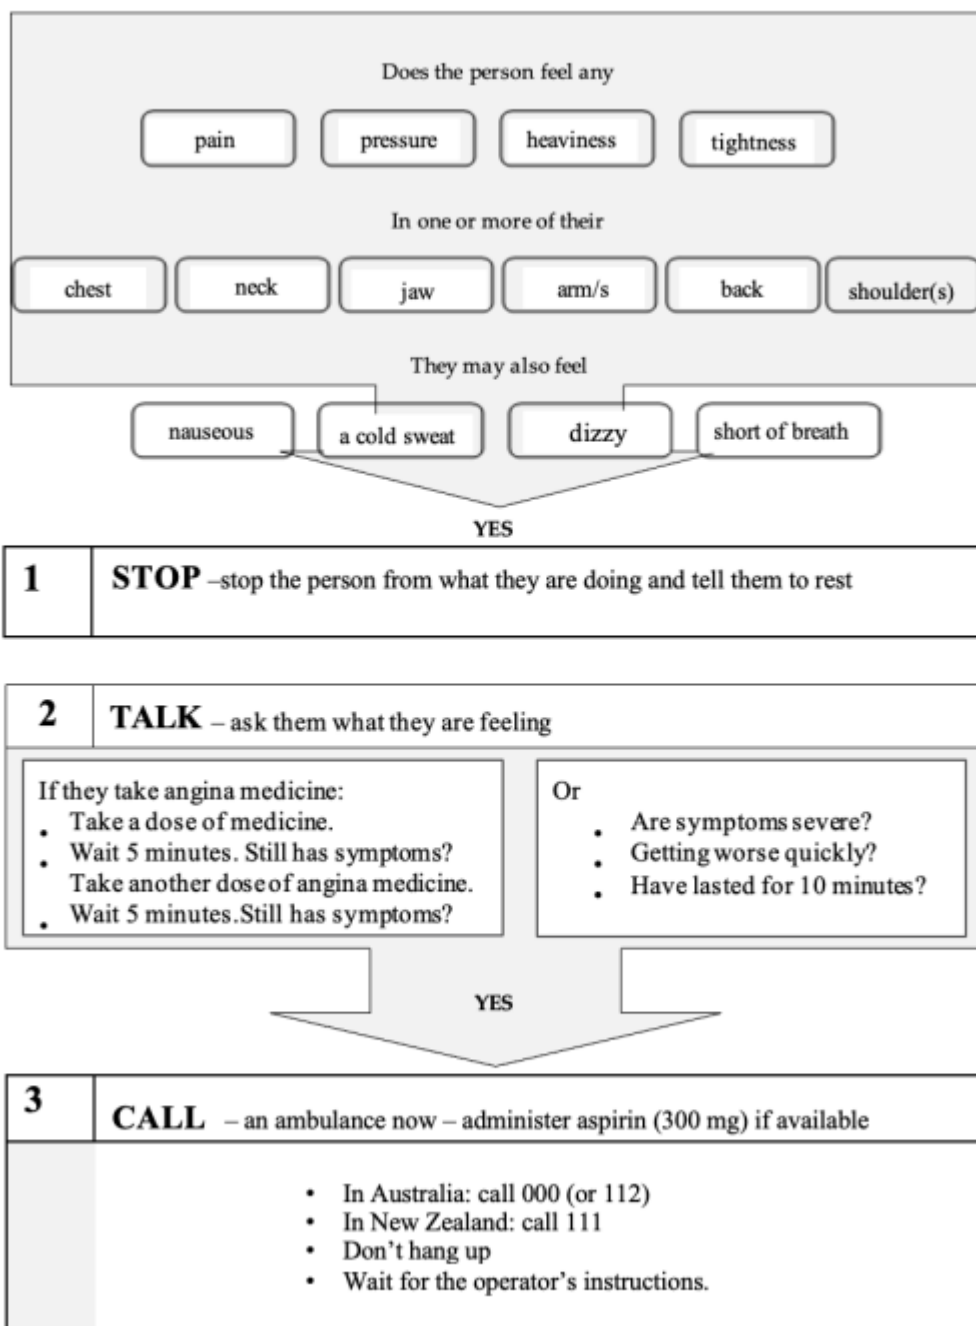 Does the person feel any
pain pressure heaviness tightness
In one or more of their
chest neck jaw arm/s back shoulder(s)
They may also feel
nauseous a cold sweat dizzy short of breath
YES
1 STOP –stop the person from what they are doing and tell them to rest
2 TALK – ask them what they are feeling
If they take angina medicine:
• Take a dose of medicine.
• Wait 5 minutes. Still has symptoms?
Take another dose of angina medicine.
• Wait 5 minutes.Still has symptoms?
Or
• Are symptoms severe?
• Getting worse quickly?
• Have lasted for 10 minutes?
YES
3 CALL – an ambulance now – administer aspirin (300 mg) if available
• In Australia: call 000 (or 112)
• In New Zealand: call 111
• Don’t hang up
• Wait for the operator’s instructions.